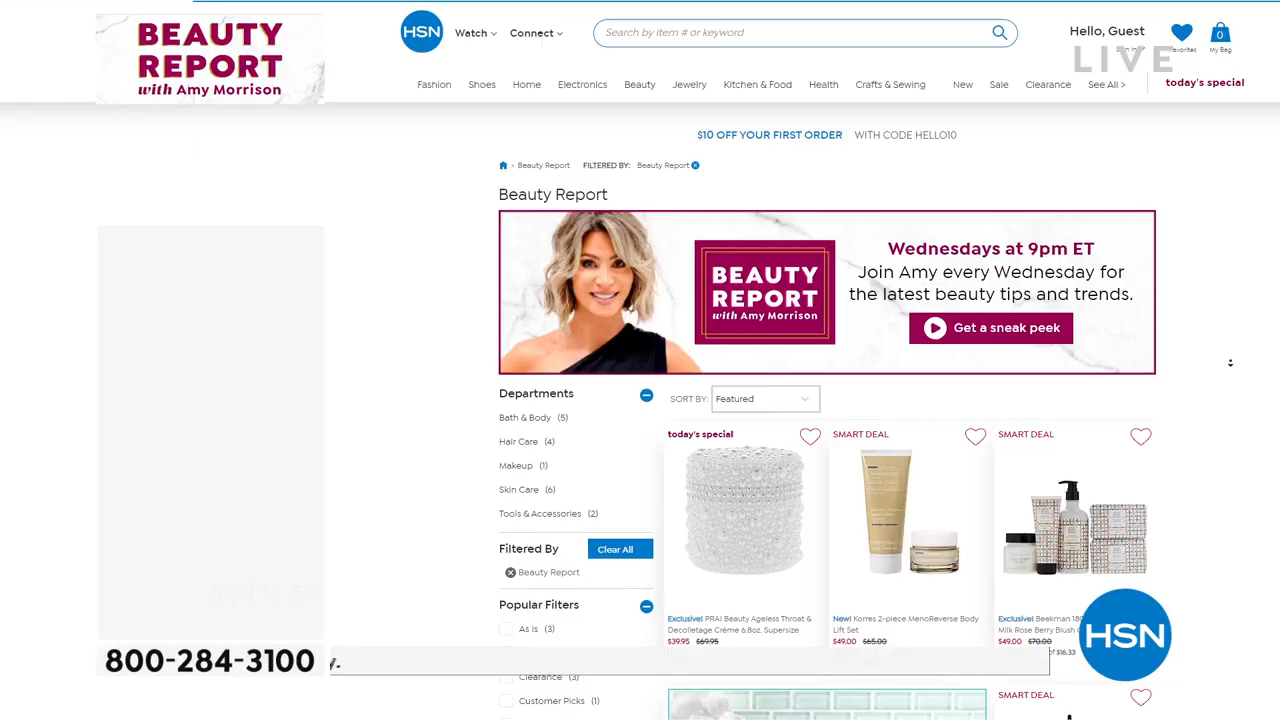 BEAUTY
REPORT
with Amy Morrison
HSN
Watch
Connect
Search by item # or keyword
Hello, Guest
Favorites
0
My Bag
LIVE
Fashion
Shoes
Home
Electronics
Beauty
Jewelry
Kitchen & Food
Health
Crafts & Sewing
New
Sale
Clearance
See All >
today's special
$10 OFF YOUR FIRST ORDER WITH CODE HELLO10
> Beauty Report FILTERED BY: Beauty Report
Beauty Report
BEAUTY
REPORT
with Amy Morrison
Wednesdays at 9pm ET
Join Amy every Wednesday for
the latest beauty tips and trends.
Get a sneak peek
Departments
Bath & Body (5)
Hair Care (4)
Makeup (1)
Skin Care (6)
Tools & Accessories (2)
Filtered By
Clear All
Beauty Report
Popular Filters
As Is (3)
Clearance (3)
Customer Picks (1)
SORT BY: Featured
today's special
Exclusive! PRAI Beauty Ageless Throat &
Decolletage Crème 6.8oz. Supersize
$39.95 $69.95
SMART DEAL
New! Korres 2-piece MenoReverse Body
Lift Set
$49.00 $65.00
SMART DEAL
Exclusive! Beekman 180
Milk Rose Berry Blush
$49.00 $70.00
of $16.33
SMART DEAL
800-284-3100
y.
HSN